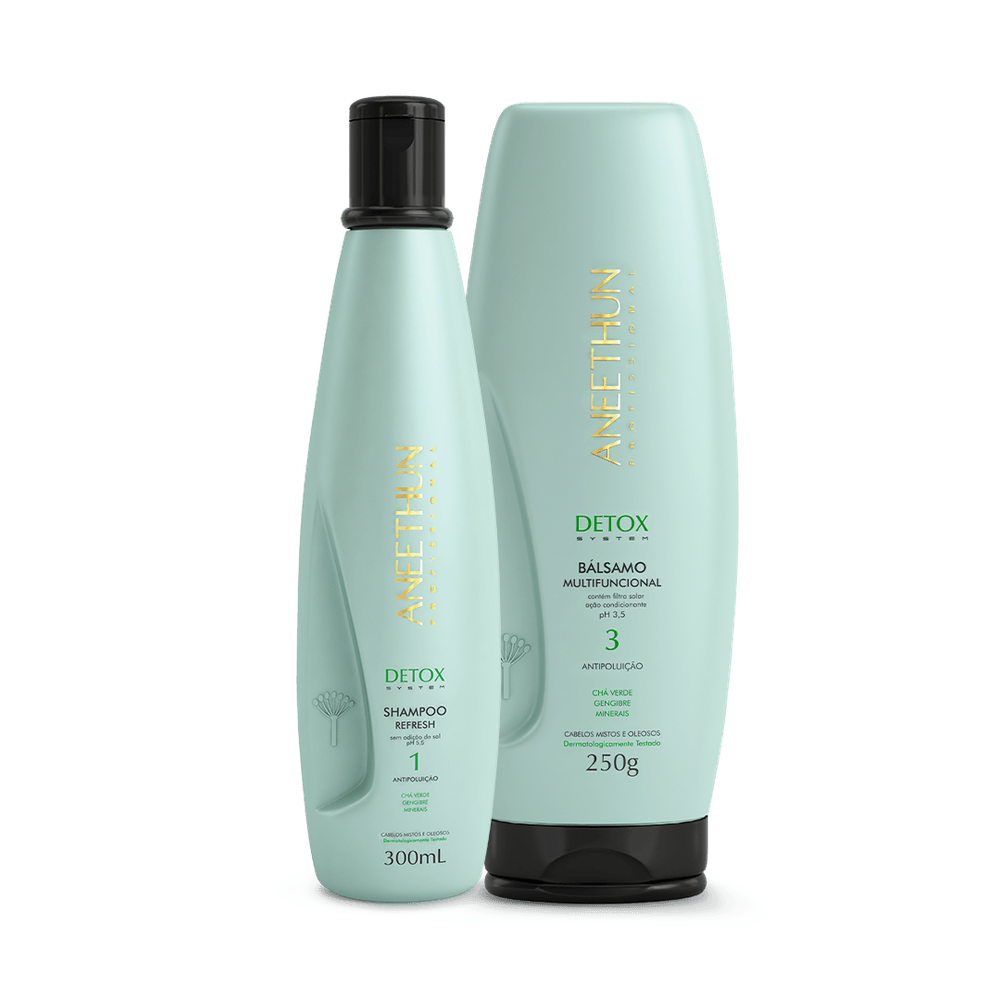 ANEETHUN
PROFESSIONAL
DETOX
SYSTEM
SHAMPOO
REFRESH
sem adição de sal
pH 5.5
1
ANTIPOLUIÇÃO
CHÁ VERDE
GENGIBRE
MINERAIS
CABELOS MISTOS E OLEOSOS
Dermatologicamente Testado
300mL
ANEETHUN
PROFESSIONAL
DETOX
SYSTEM
BÁLSAMO
MULTIFUNCIONAL
contém filtro solar
ação condicionante
pH 3,5
3
ANTIPOLUIÇÃO
CHÁ VERDE
GENGIBRE
MINERAIS
CABELOS MISTOS E OLEOSOS
Dermatologicamente Testado
250g